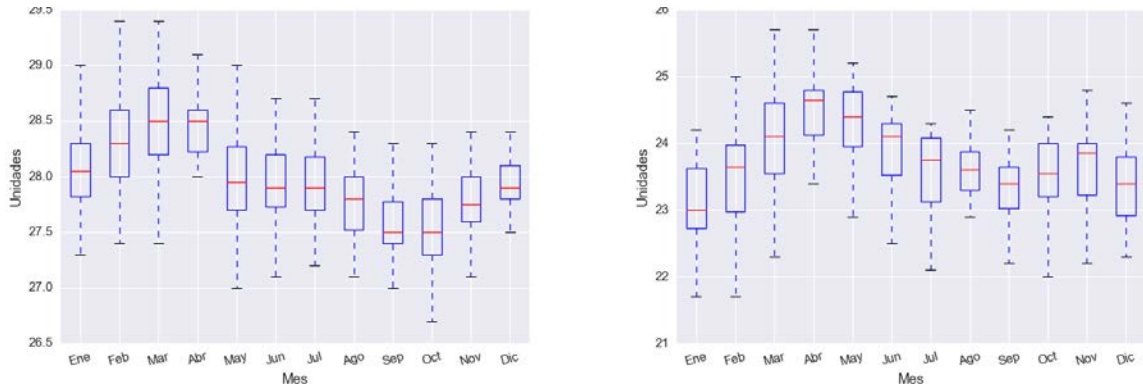 29.5
29.0
28.5
28.0
27.5
27.0
26.5
Unidades
Ene Feb Mar Abr May Jun Jul Ago Sep Oct Nov Dic
Mes
26
25
24
23
22
21
Unidades
Ene Feb Mar Abr May Jun Jul Ago Sep Oct Nov Dic
Mes